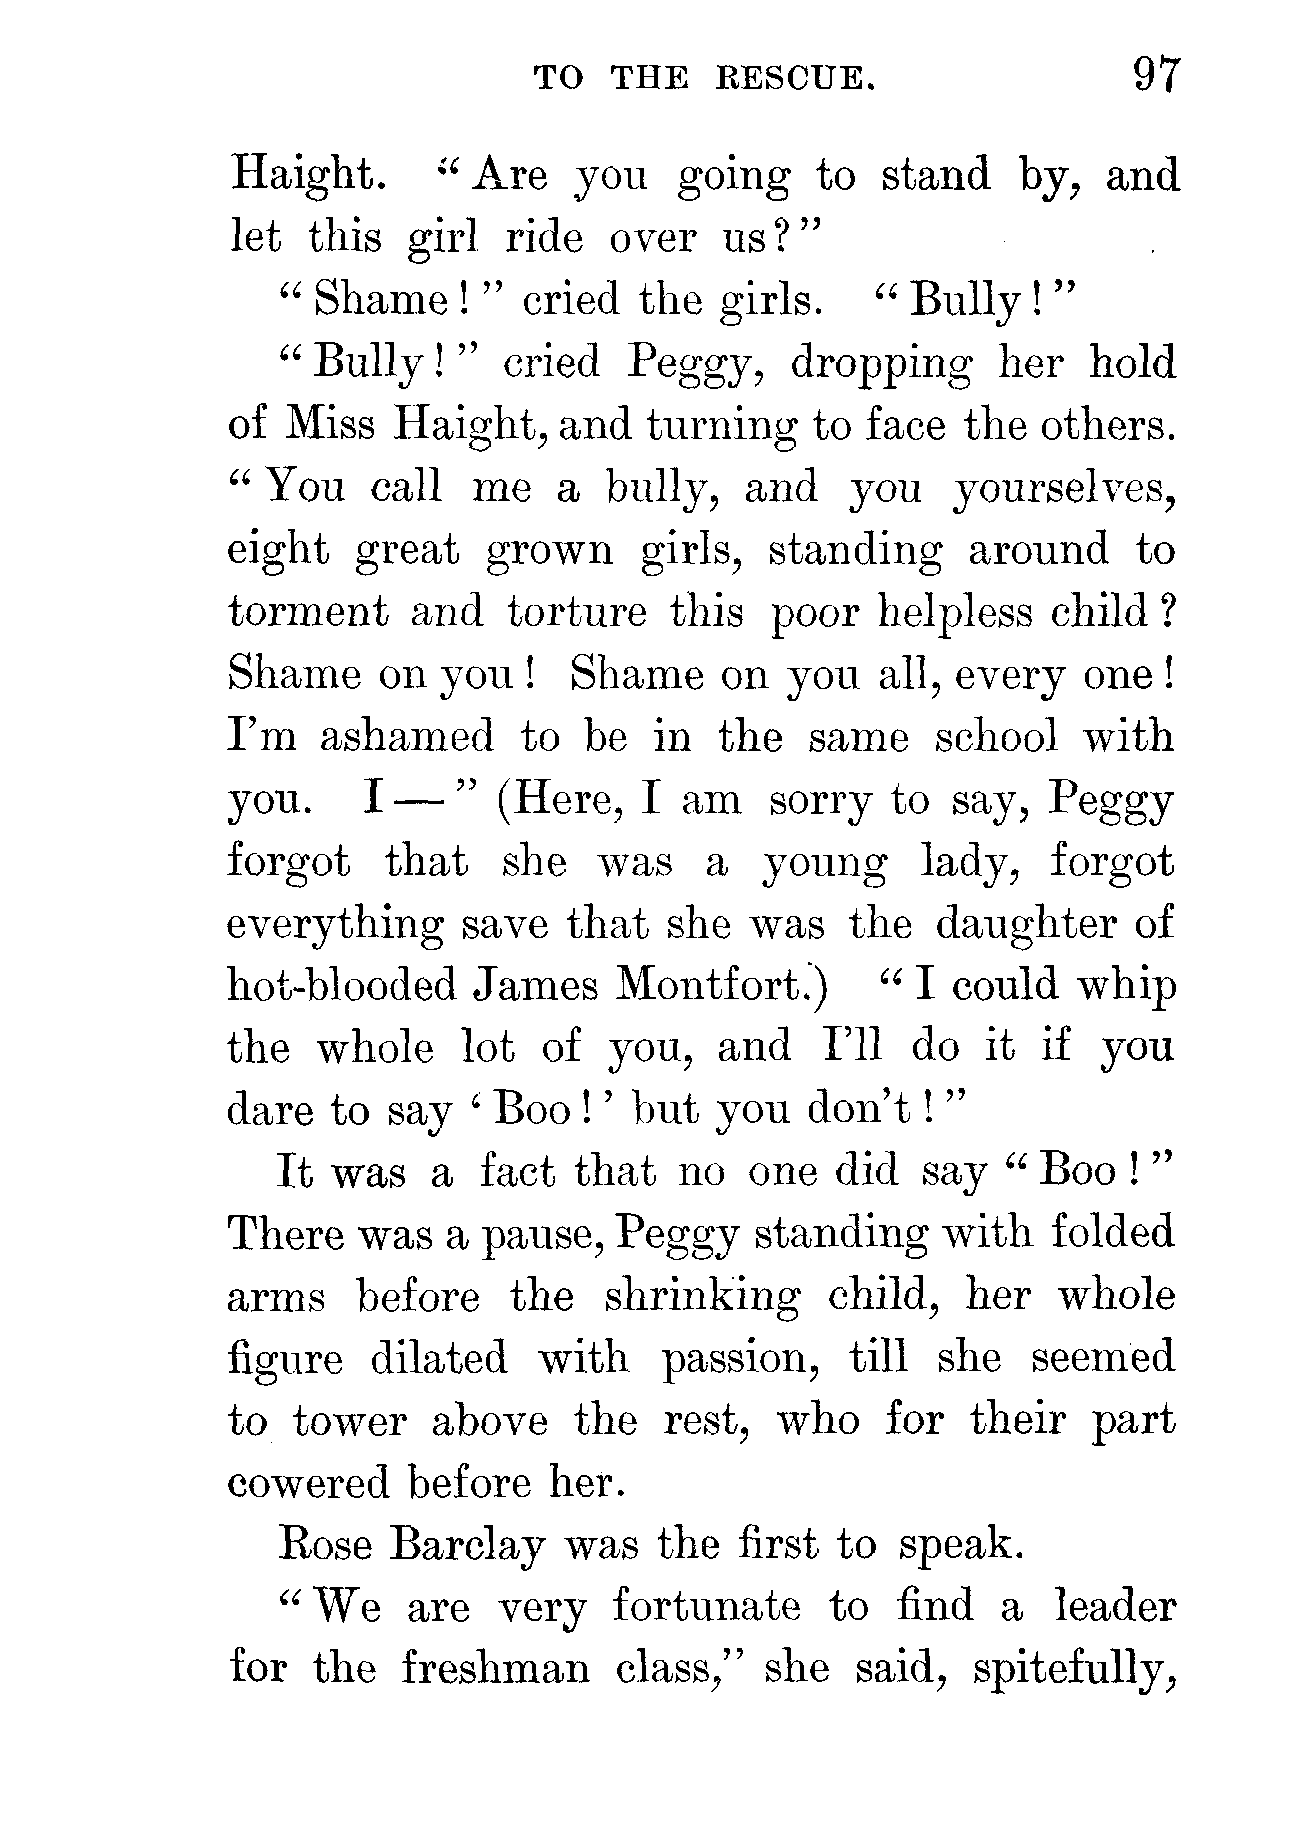 TO THE RESCUE. 97
Haight. "Are you going to stand by, and
let this girl ride over us?"
"Shame!" cried the girls. "Bully!"
"Bully!" cried Peggy, dropping her hold
of Miss Haight, and turning to face the others.
"You call me a bully, and you yourselves,
eight great grown girls, standing around to
torment and torture this poor helpless child?
Shame on you! Shame on you all, every one!
I'm ashamed to be in the same school with
you. I—" (Here, I am sorry to say, Peggy
forgot that she was a young lady, forgot
everything save that she was the daughter of
hot-blooded James Montfort.) "I could whip
the whole lot of you, and I'll do it if you
dare to say 'Boo!' but you don't!"
It was a fact that no one did say "Boo!"
There was a pause, Peggy standing with folded
arms before the shrinking child, her whole
figure dilated with passion, till she seemed
to tower above the rest, who for their part
cowered before her.
Rose Barclay was the first to speak.
"We are very fortunate to find a leader
for the freshman class," she said, spitefully,